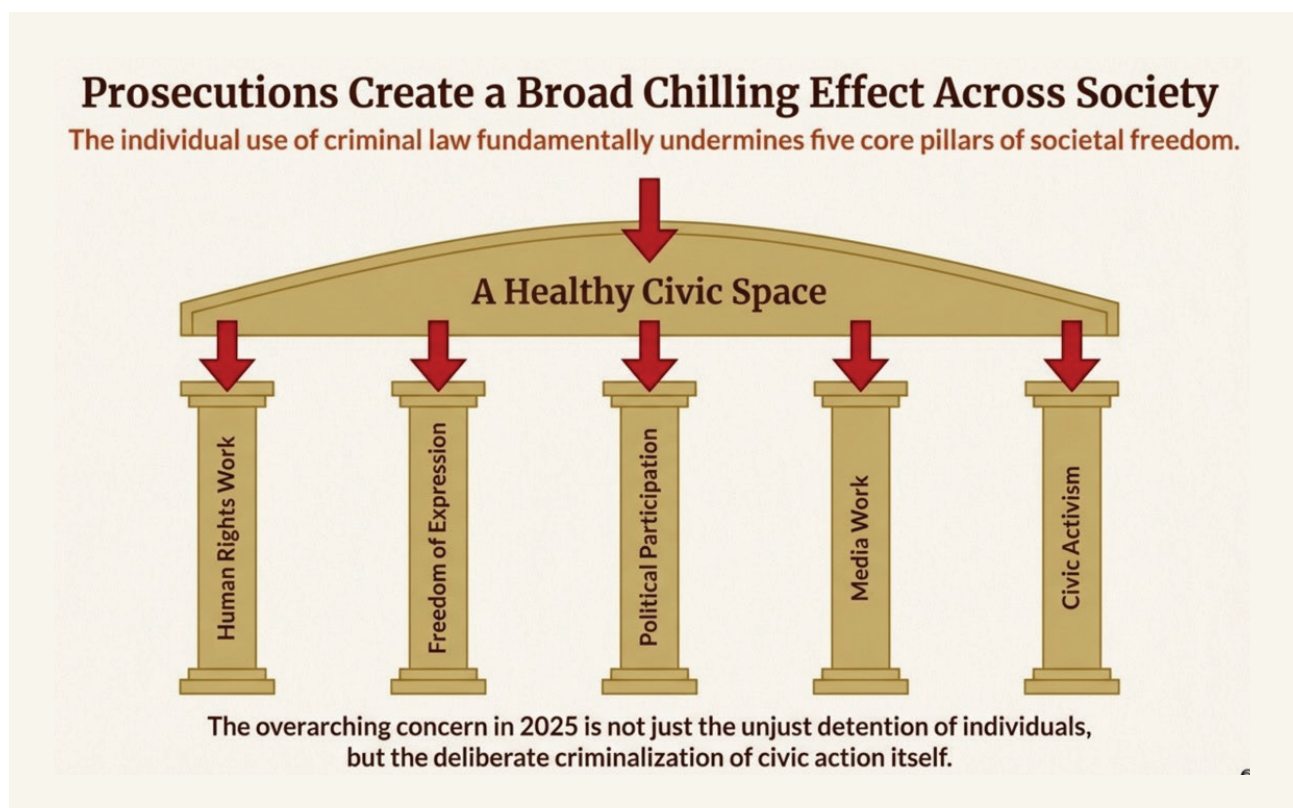 Prosecutions Create a Broad Chilling Effect Across Society
The individual use of criminal law fundamentally undermines five core pillars of societal freedom.
A Healthy Civic Space
Human Rights Work
Freedom of Expression
Political Participation
Media Work
Civic Activism
The overarching concern in 2025 is not just the unjust detention of individuals,
but the deliberate criminalization of civic action itself.